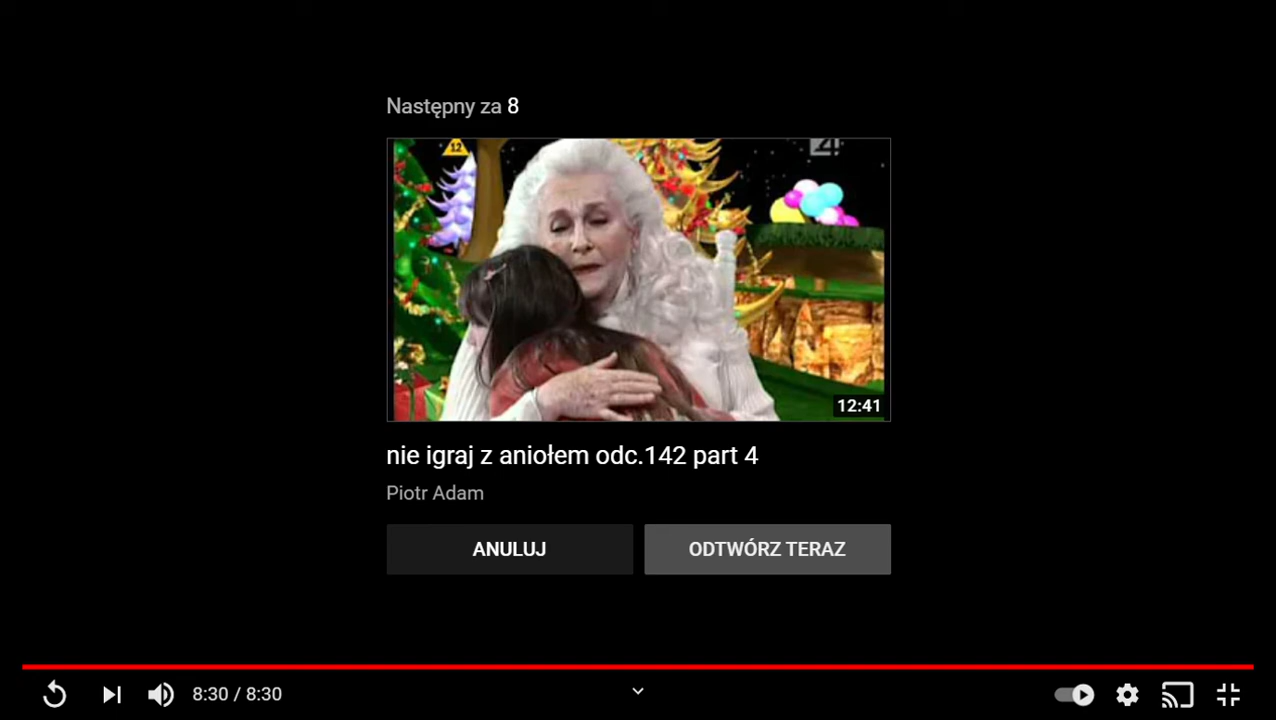 Następny za 8
12
4!
12:41
nie igraj z aniołem odc.142 part 4
Piotr Adam
ANULUJ
ODTWÓRZ TERAZ
8:30 / 8:30